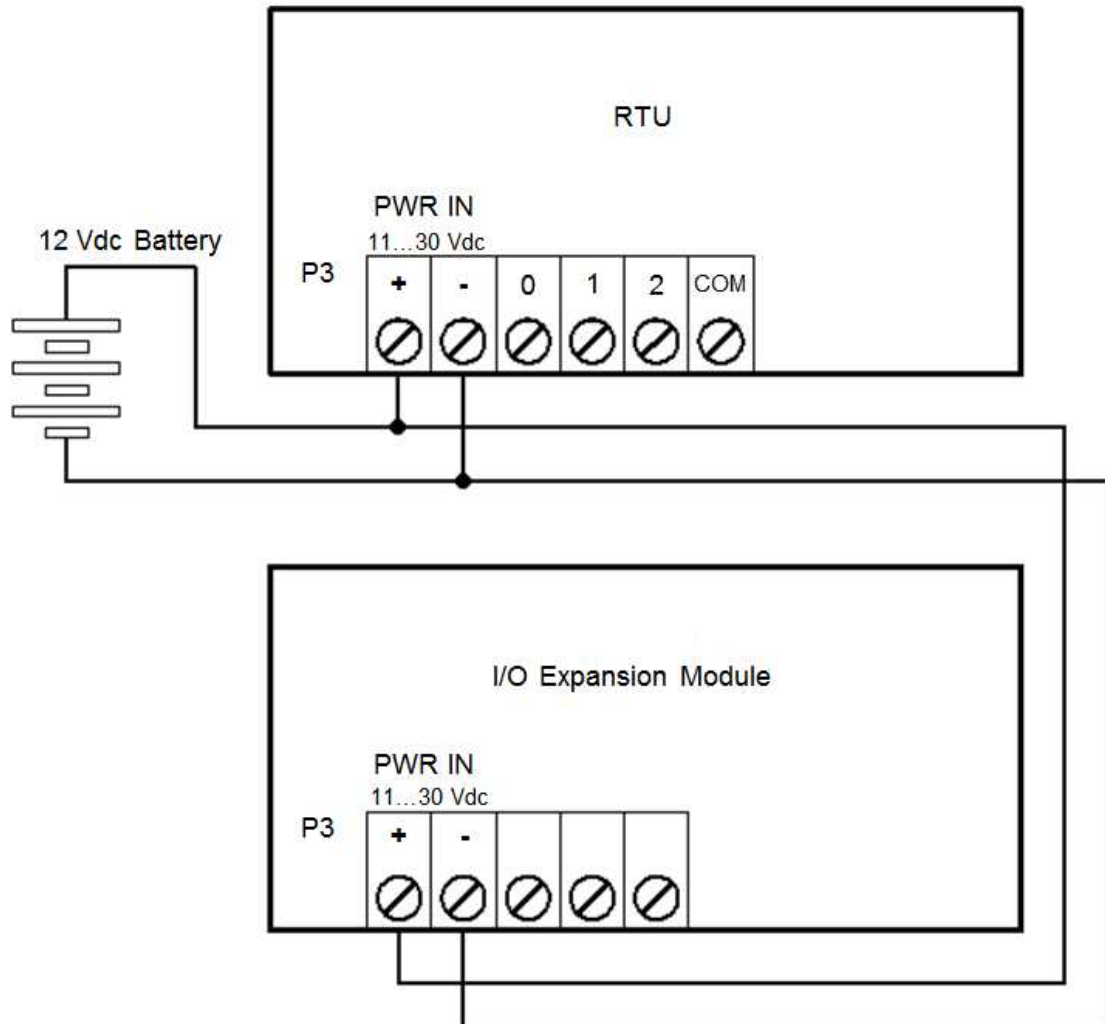 RTU
PWR IN
12 Vdc Battery
11...30 Vdc
P3
+ - 0 1 2 COM
I/O Expansion Module
PWR IN
11...30 Vdc
P3
+ -